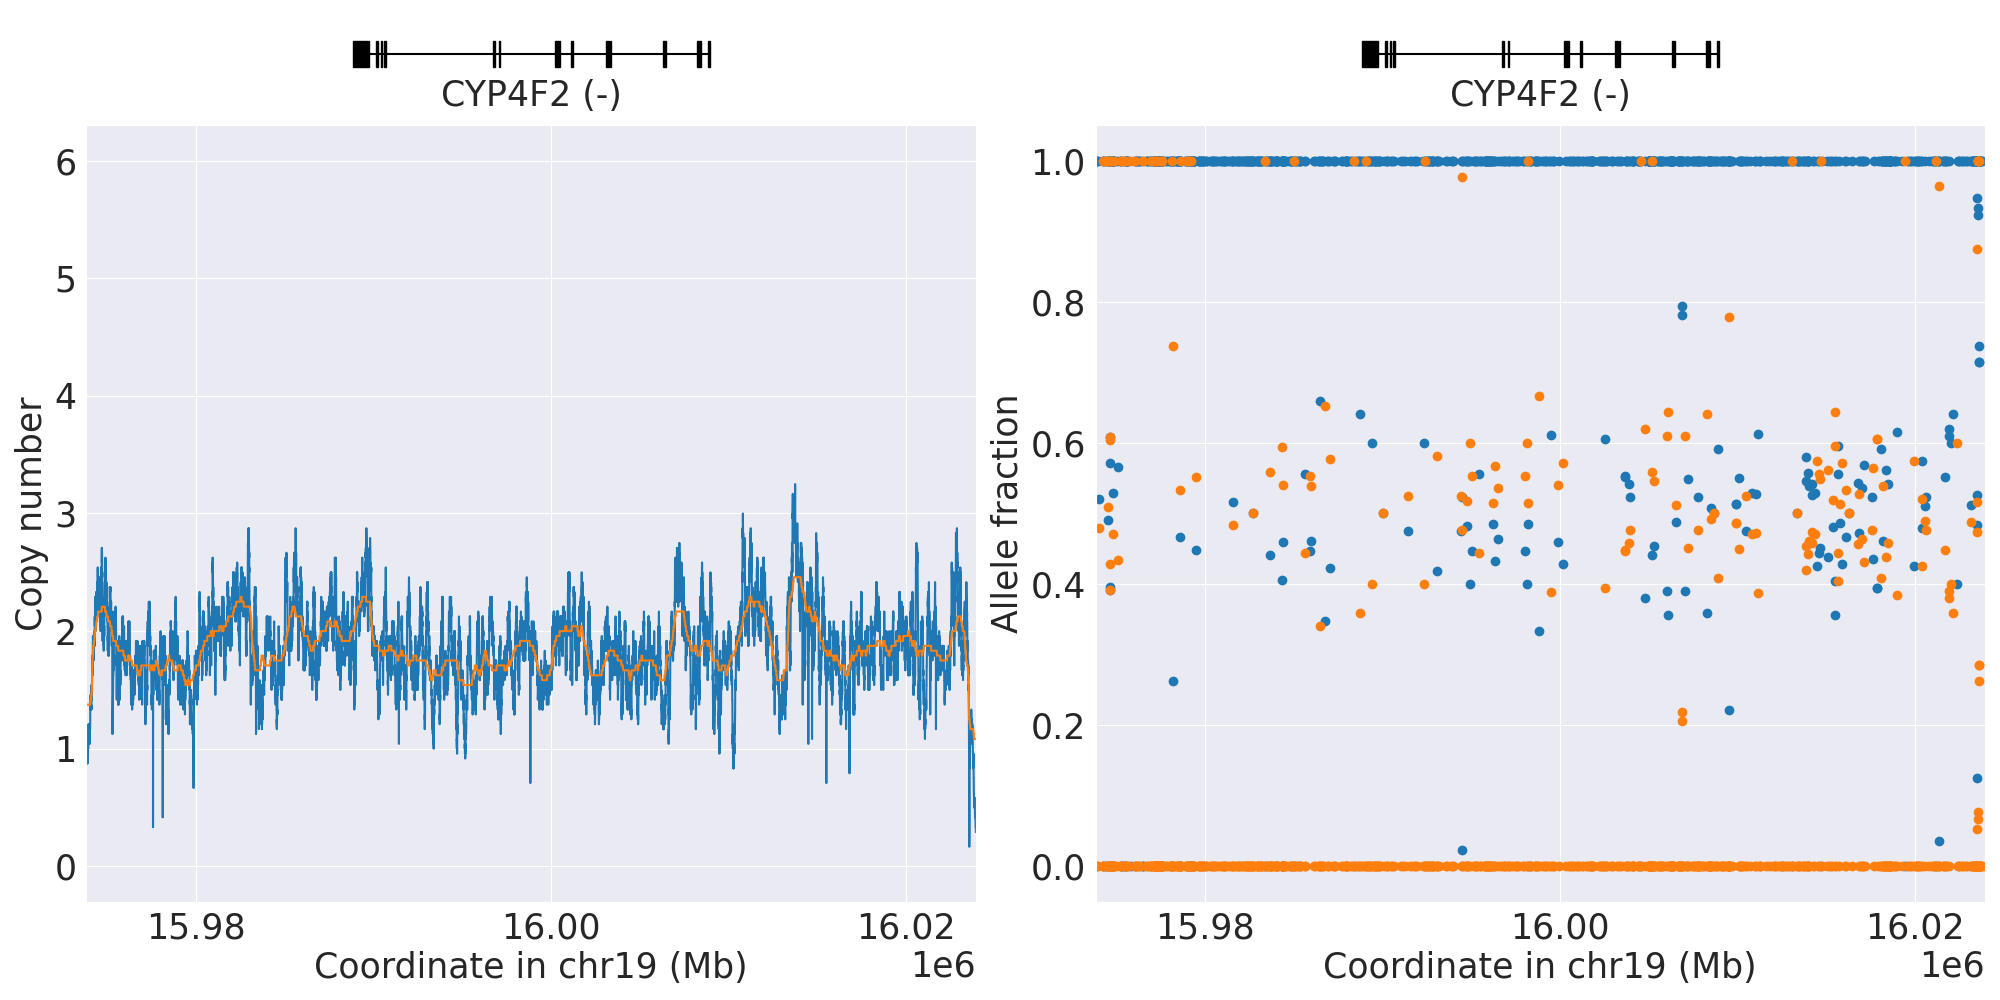 CYP4F2 (-)
6
5
4
3
2
1
0
Copy number
15.98
16.00
16.02
Coordinate in chr19 (Mb)
1e6
CYP4F2 (-)
1.0
0.8
0.6
0.4
0.2
0.0
Allele fraction
15.98
16.00
16.02
Coordinate in chr19 (Mb)
1e6